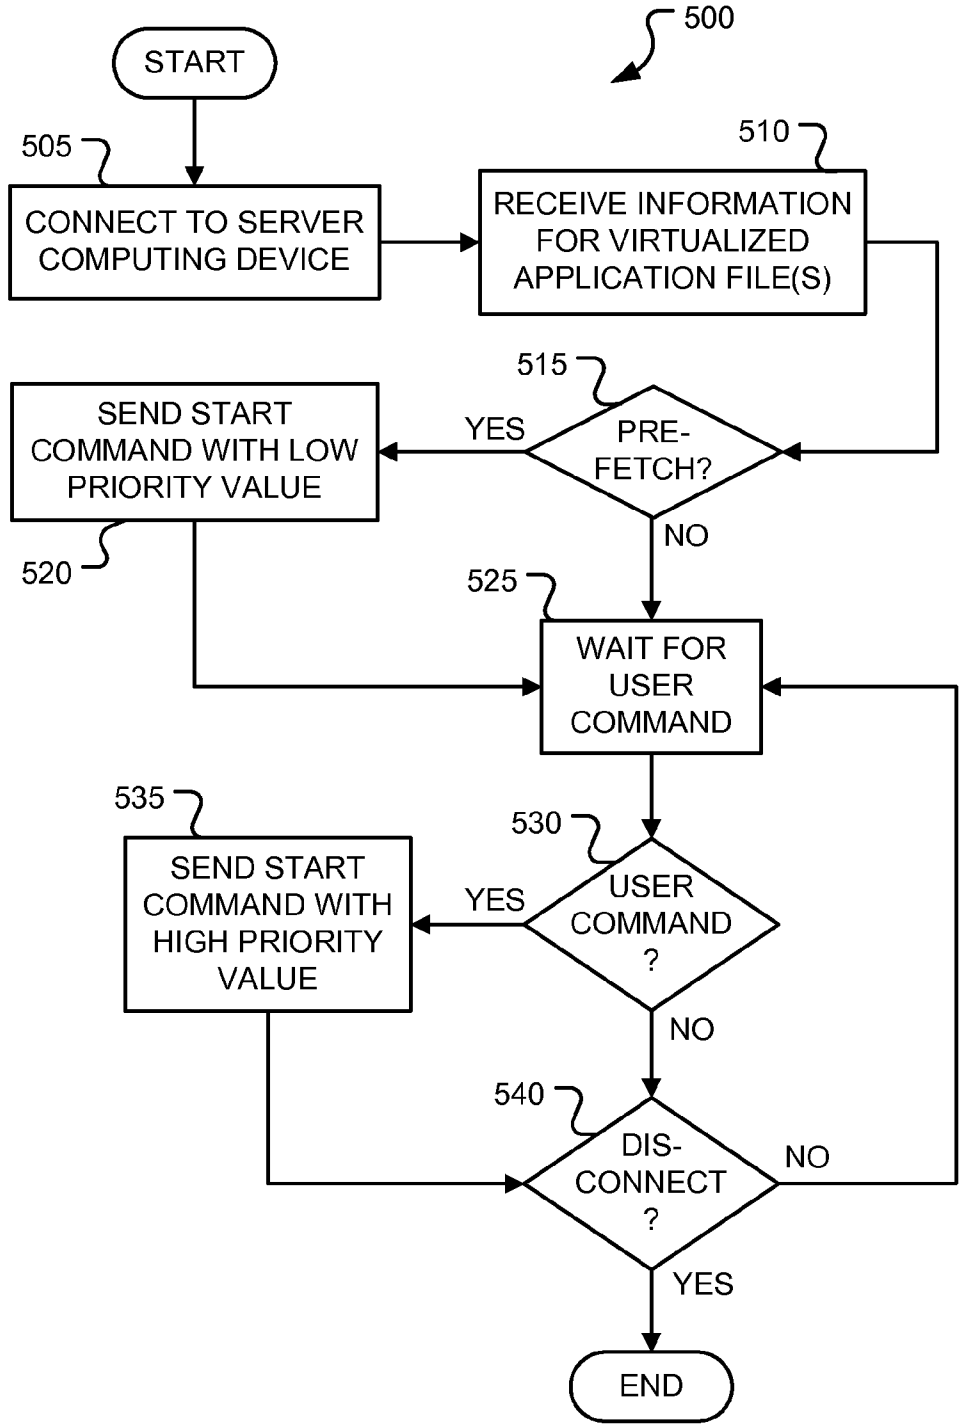 500
START
505
CONNECT TO SERVER
COMPUTING DEVICE
510
RECEIVE INFORMATION
FOR VIRTUALIZED
APPLICATION FILE(S)
515
PRE-
FETCH?
YES
NO
SEND START
COMMAND WITH LOW
PRIORITY VALUE
520
525
WAIT FOR
USER
COMMAND
530
USER
COMMAND
?
YES
NO
535
SEND START
COMMAND WITH
HIGH PRIORITY
VALUE
540
DIS-
CONNECT
?
NO
YES
END